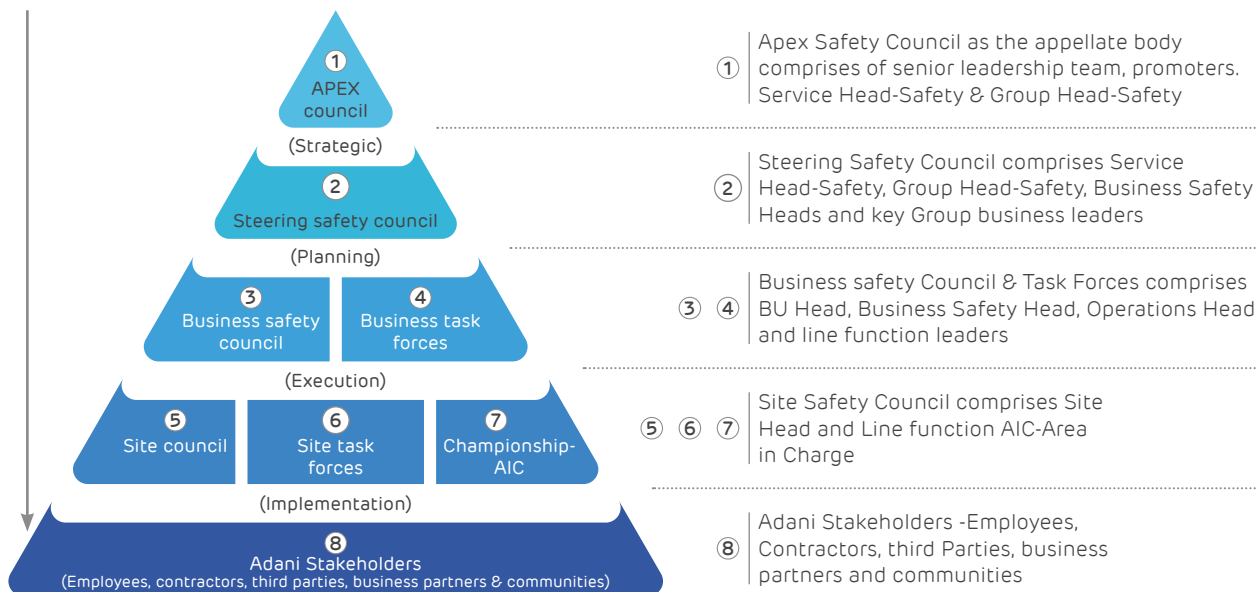 1
APEX
council
(Strategic)
2
Steering safety council
(Planning)
3
Business safety
council
4
Business task
forces
(Execution)
5
Site council
6
Site task
forces
7
Championship-
AIC
(Implementation)
8
Adani Stakeholders
(Employees, contractors, third parties, business partners & communities)
1
Apex Safety Council as the appellate body
comprises of senior leadership team, promoters.
Service Head-Safety & Group Head-Safety
2
Steering Safety Council comprises Service
Head-Safety, Group Head-Safety, Business Safety
Heads and key Group business leaders
3 4
Business safety Council & Task Forces comprises
BU Head, Business Safety Head, Operations Head
and line function leaders
5 6 7
Site Safety Council comprises Site
Head and Line function AIC-Area
in Charge
8
Adani Stakeholders -Employees,
Contractors, third Parties, business
partners and communities